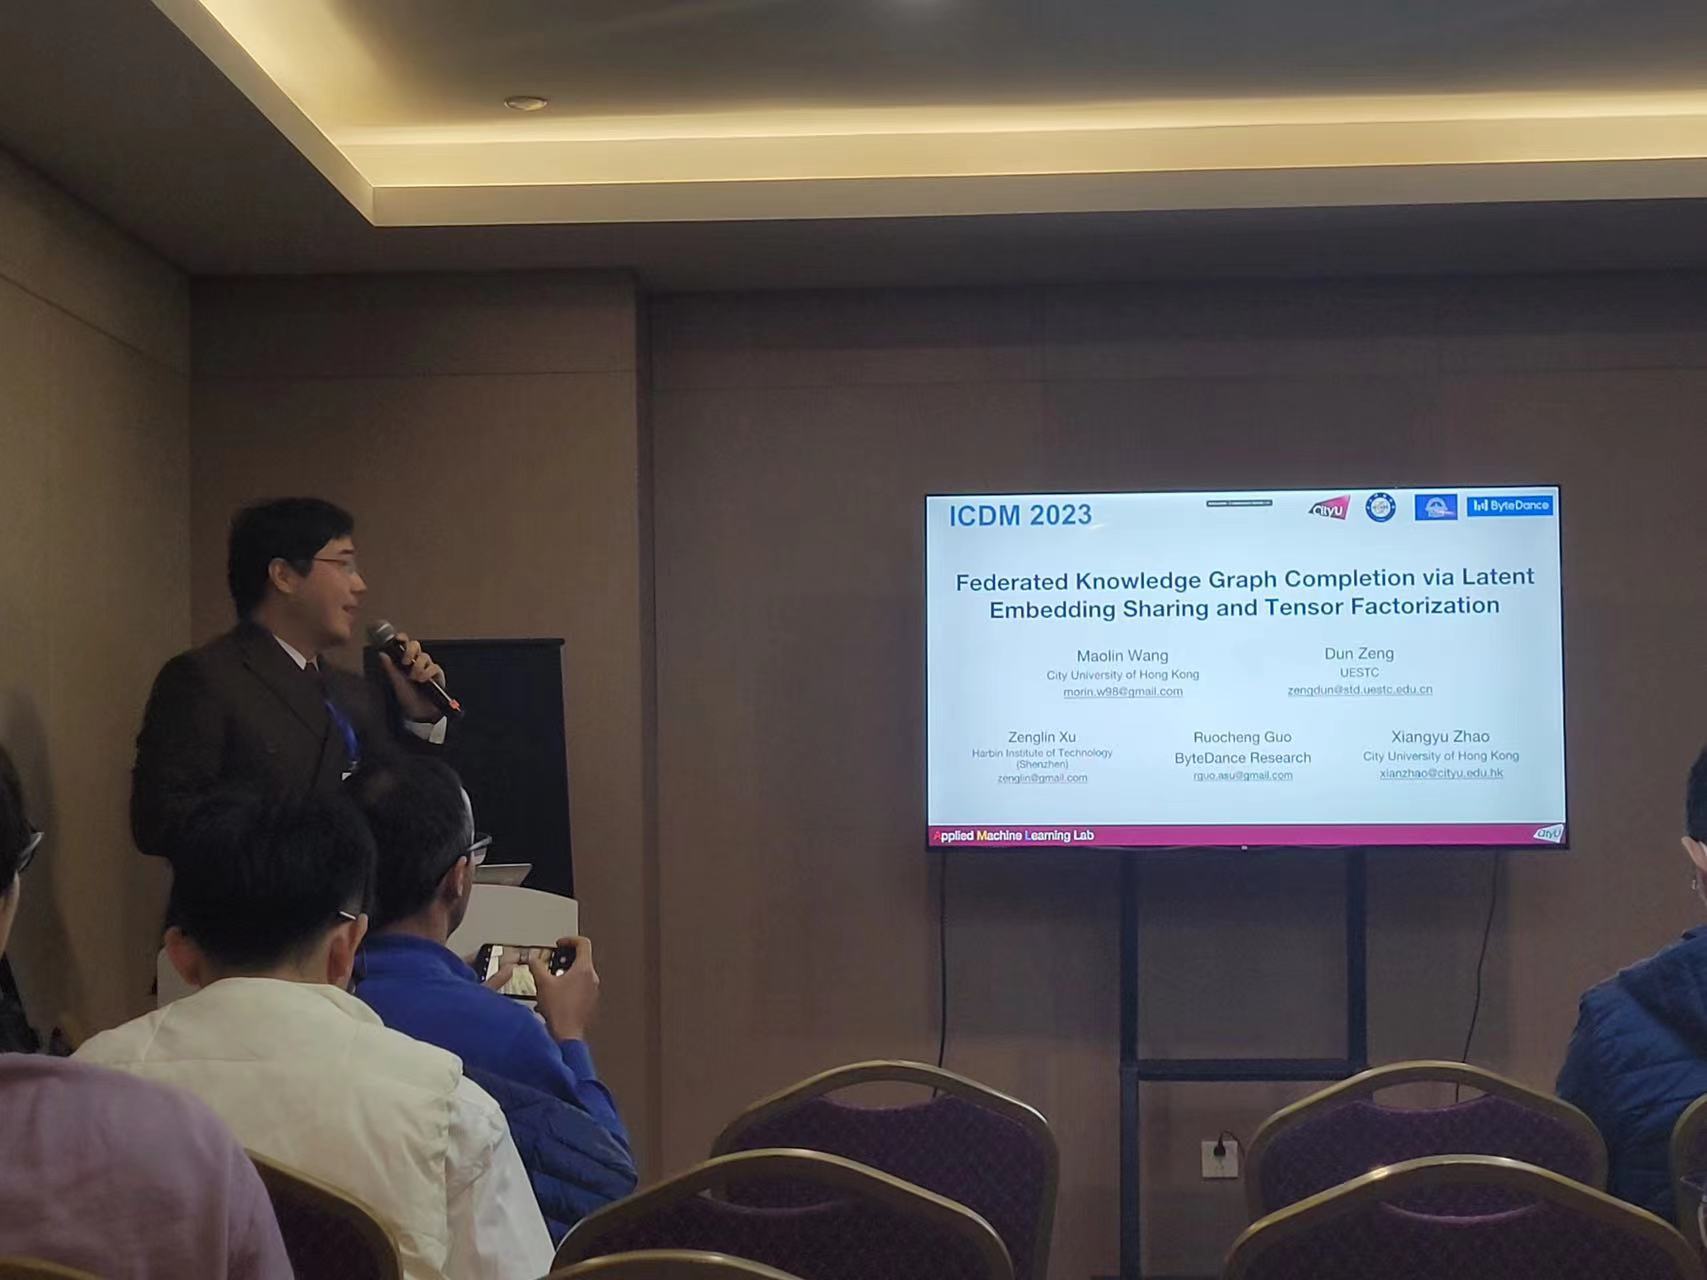 ICDM 2023
CityU
ByteDance
Federated Knowledge Graph Completion via Latent
Embedding Sharing and Tensor Factorization
Maolin Wang
City University of Hong Kong
morin.w98@gmail.com
Dun Zeng
UESTC
zengdun@std.uestc.edu.cn
Zenglin Xu
Harbin Institute of Technology
(Shenzhen)
zenglin@gmail.com
Ruocheng Guo
ByteDance Research
rguo.asu@gmail.com
Xiangyu Zhao
City University of Hong Kong
xianzhao@cityu.edu.hk
Applied Machine Learning Lab
CityU